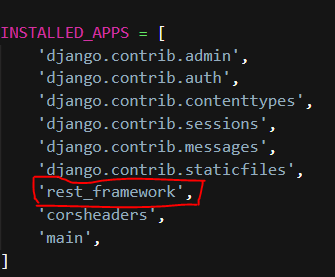 INSTALLED_APPS = [
    'django.contrib.admin',
    'django.contrib.auth',
    'django.contrib.contenttypes',
    'django.contrib.sessions',
    'django.contrib.messages',
    'django.contrib.staticfiles',
    'rest_framework',
    'corsheaders',
    'main',
]